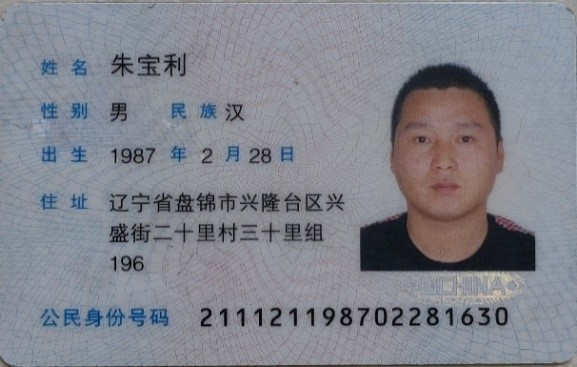 姓名 朱宝利
性别 男 民族 汉
出生 1987 年 2 月 28 日
住址 辽宁省盘锦市兴隆台区兴
盛街二十里村三十里组
196
CHINA
公民身份号码 211121198702281630